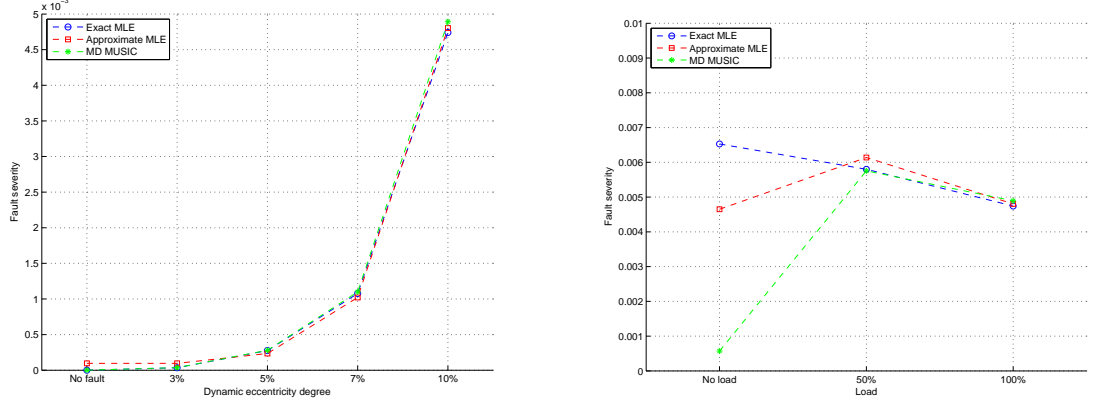 x 10⁻³
5
4.5
4
3.5
3
2.5
2
1.5
1
0.5
0
Fault severity
Exact MLE
Approximate MLE
MD MUSIC
No fault 3% 5% 7% 10%
Dynamic eccentricity degree
0.01
0.009
0.008
0.007
0.006
0.005
0.004
0.003
0.002
0.001
0
Fault severity
Exact MLE
Approximate MLE
MD MUSIC
No load 50% 100%
Load